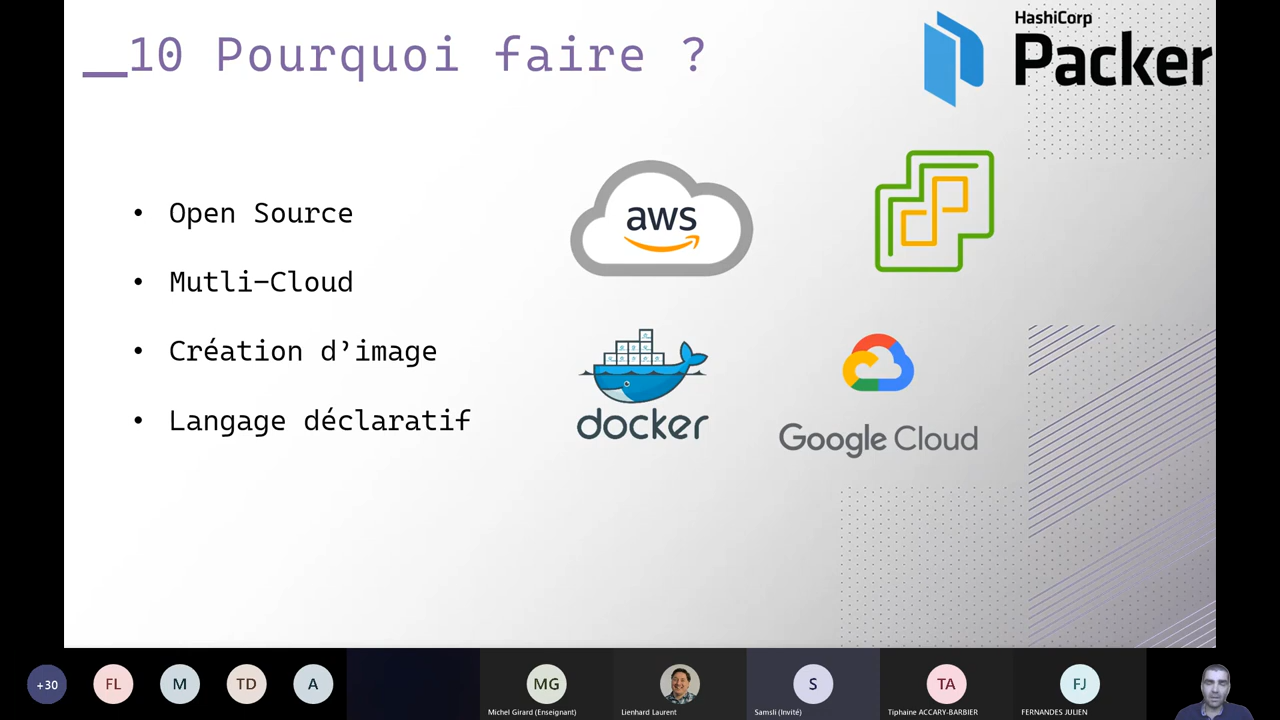 __10 Pourquoi faire ?
HashiCorp
Packer
• Open Source
• Mutli-Cloud
• Création d'image
• Langage déclaratif
aws
docker
Google Cloud
+30
FL
M
TD
A
MG
S
TA
FJ
Michel Girard (Enseignant)
Lienhard Laurent
Samsli (Invité)
Tiphaine ACCARY-BARBIER
FERNANDES JULIEN